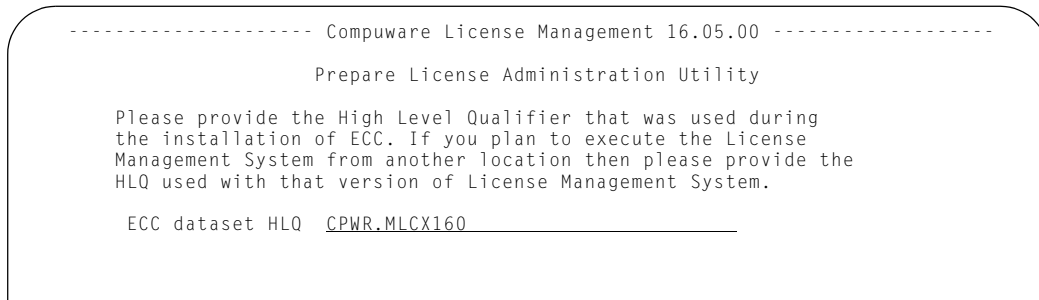 --------------------- Compuware License Management 16.05.00 -------------------
Prepare License Administration Utility
Please provide the High Level Qualifier that was used during
the installation of ECC. If you plan to execute the License
Management System from another location then please provide the
HLQ used with that version of License Management System.
ECC dataset HLQ CPWR.MLCX160